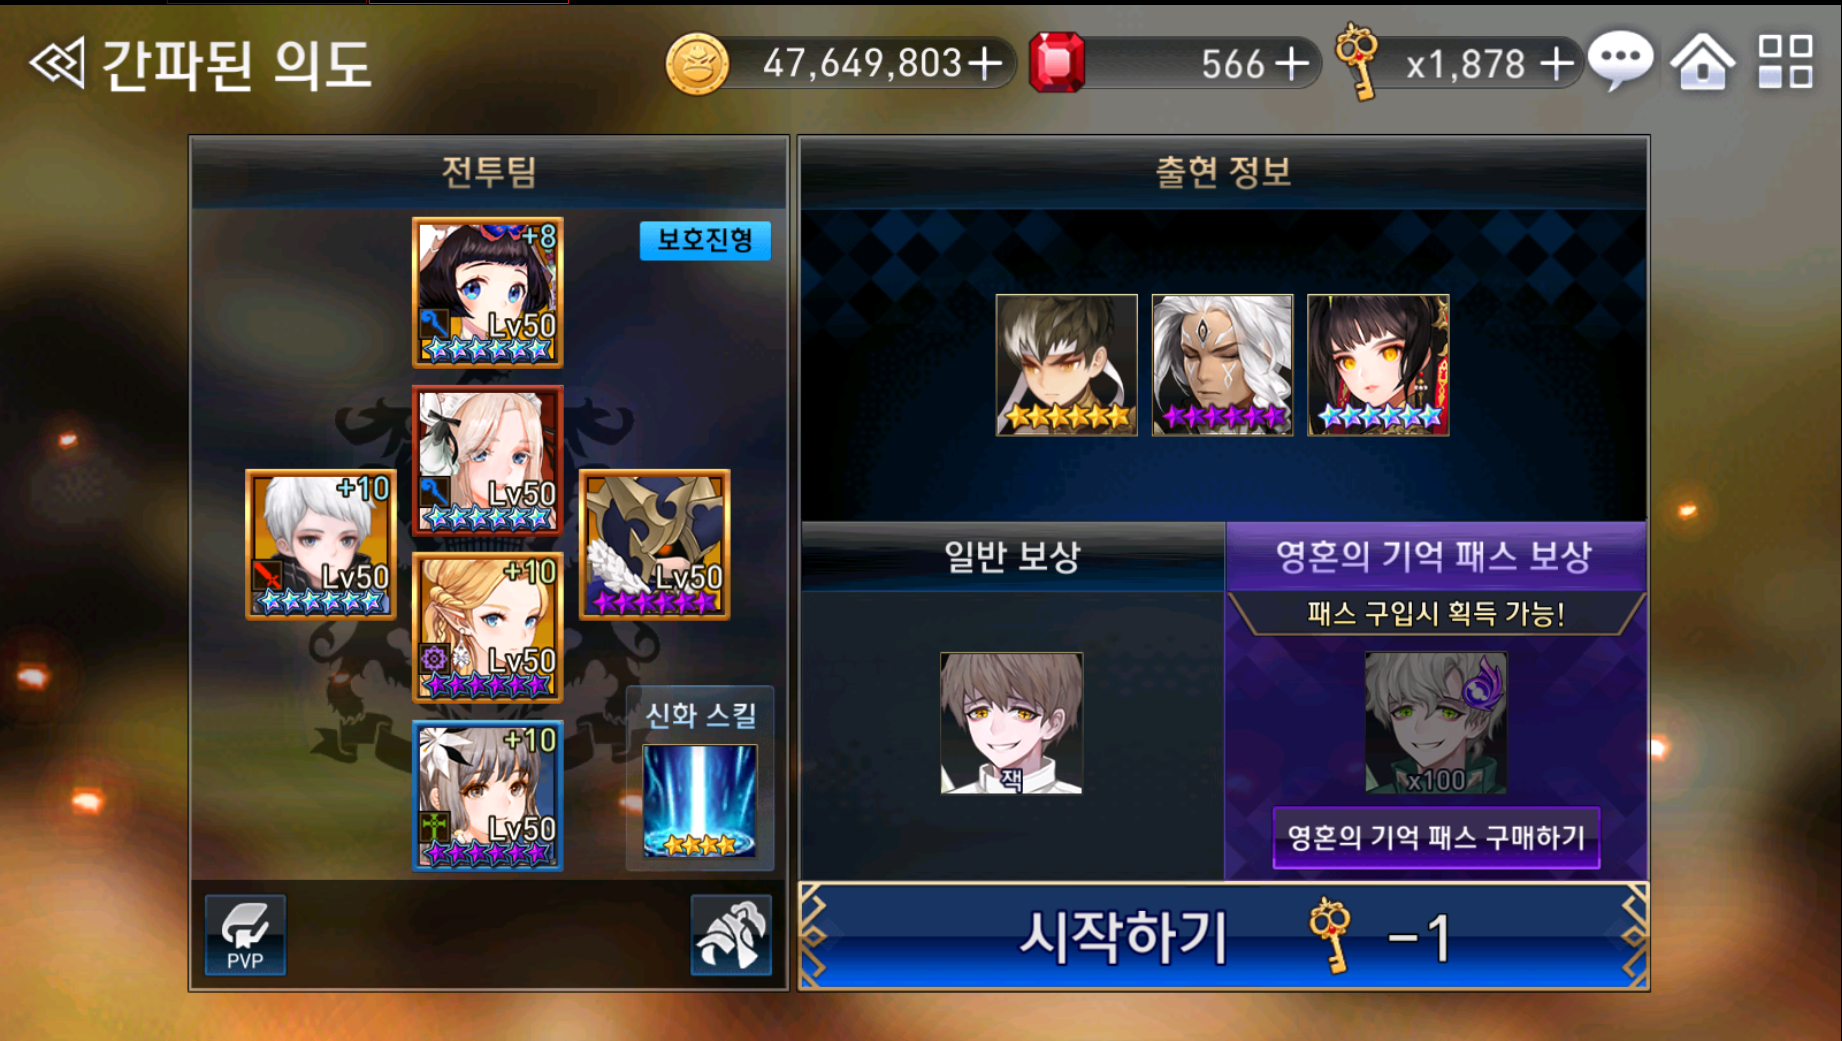 간파된 의도
47,649,803+
566+
x1,878+
전투팀
보호진형
+8
Lv50
Lv50
+10
Lv50
Lv50
+10
Lv50
+10
Lv50
신화 스킬
PVP
출현 정보
일반 보상
잭
영혼의 기억 패스 보상
패스 구입시 획득 가능!
x100
영혼의 기억 패스 구매하기
시작하기 -1